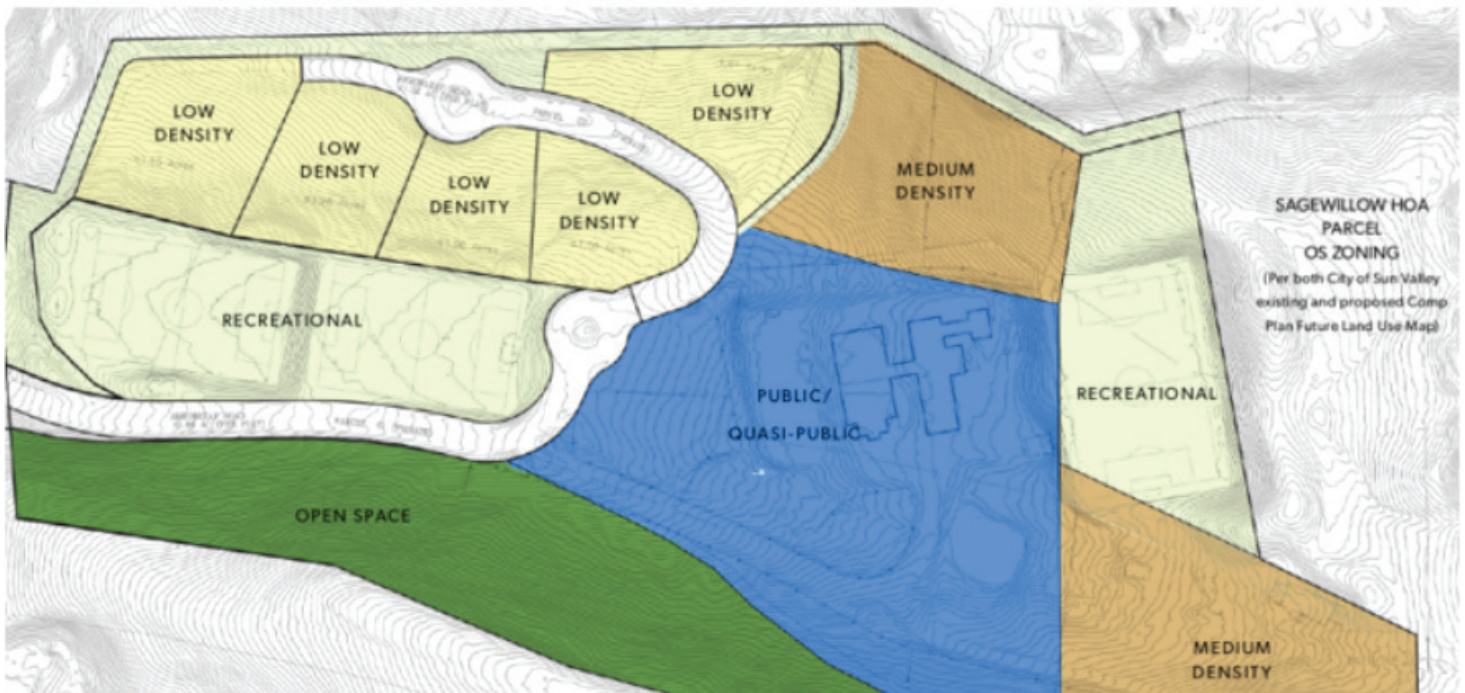 LOW
DENSITY
LOW
DENSITY
LOW
DENSITY
LOW
DENSITY
LOW
DENSITY
MEDIUM
DENSITY
SAGEWILLOW HOA
PARCEL
OS ZONING
(Per both City of Sun Valley
existing and proposed Comp
Plan Future Land Use Map)
RECREATIONAL
PUBLIC/
QUASI-PUBLIC
RECREATIONAL
OPEN SPACE
MEDIUM
DENSITY